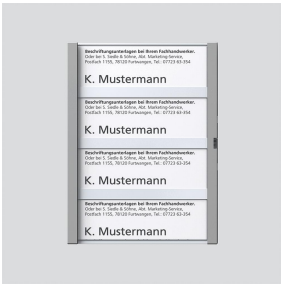 Beschriftungsunterlagen bei Ihrem Fachhandwerker.
Oder bei S. Siedle & Söhne, Abt. Marketing-Service,
Postfach 1155, 78120 Furtwangen, Tel.: 07723 63-354
K. Mustermann
Beschriftungsunterlagen bei Ihrem Fachhandwerker.
Oder bei S. Siedle & Söhne, Abt. Marketing-Service,
Postfach 1155, 78120 Furtwangen, Tel.: 07723 63-354
K. Mustermann
Beschriftungsunterlagen bei Ihrem Fachhandwerker.
Oder bei S. Siedle & Söhne, Abt. Marketing-Service,
Postfach 1155, 78120 Furtwangen, Tel.: 07723 63-354
K. Mustermann
Beschriftungsunterlagen bei Ihrem Fachhandwerker.
Oder bei S. Siedle & Söhne, Abt. Marketing-Service,
Postfach 1155, 78120 Furtwangen, Tel.: 07723 63-354
K. Mustermann